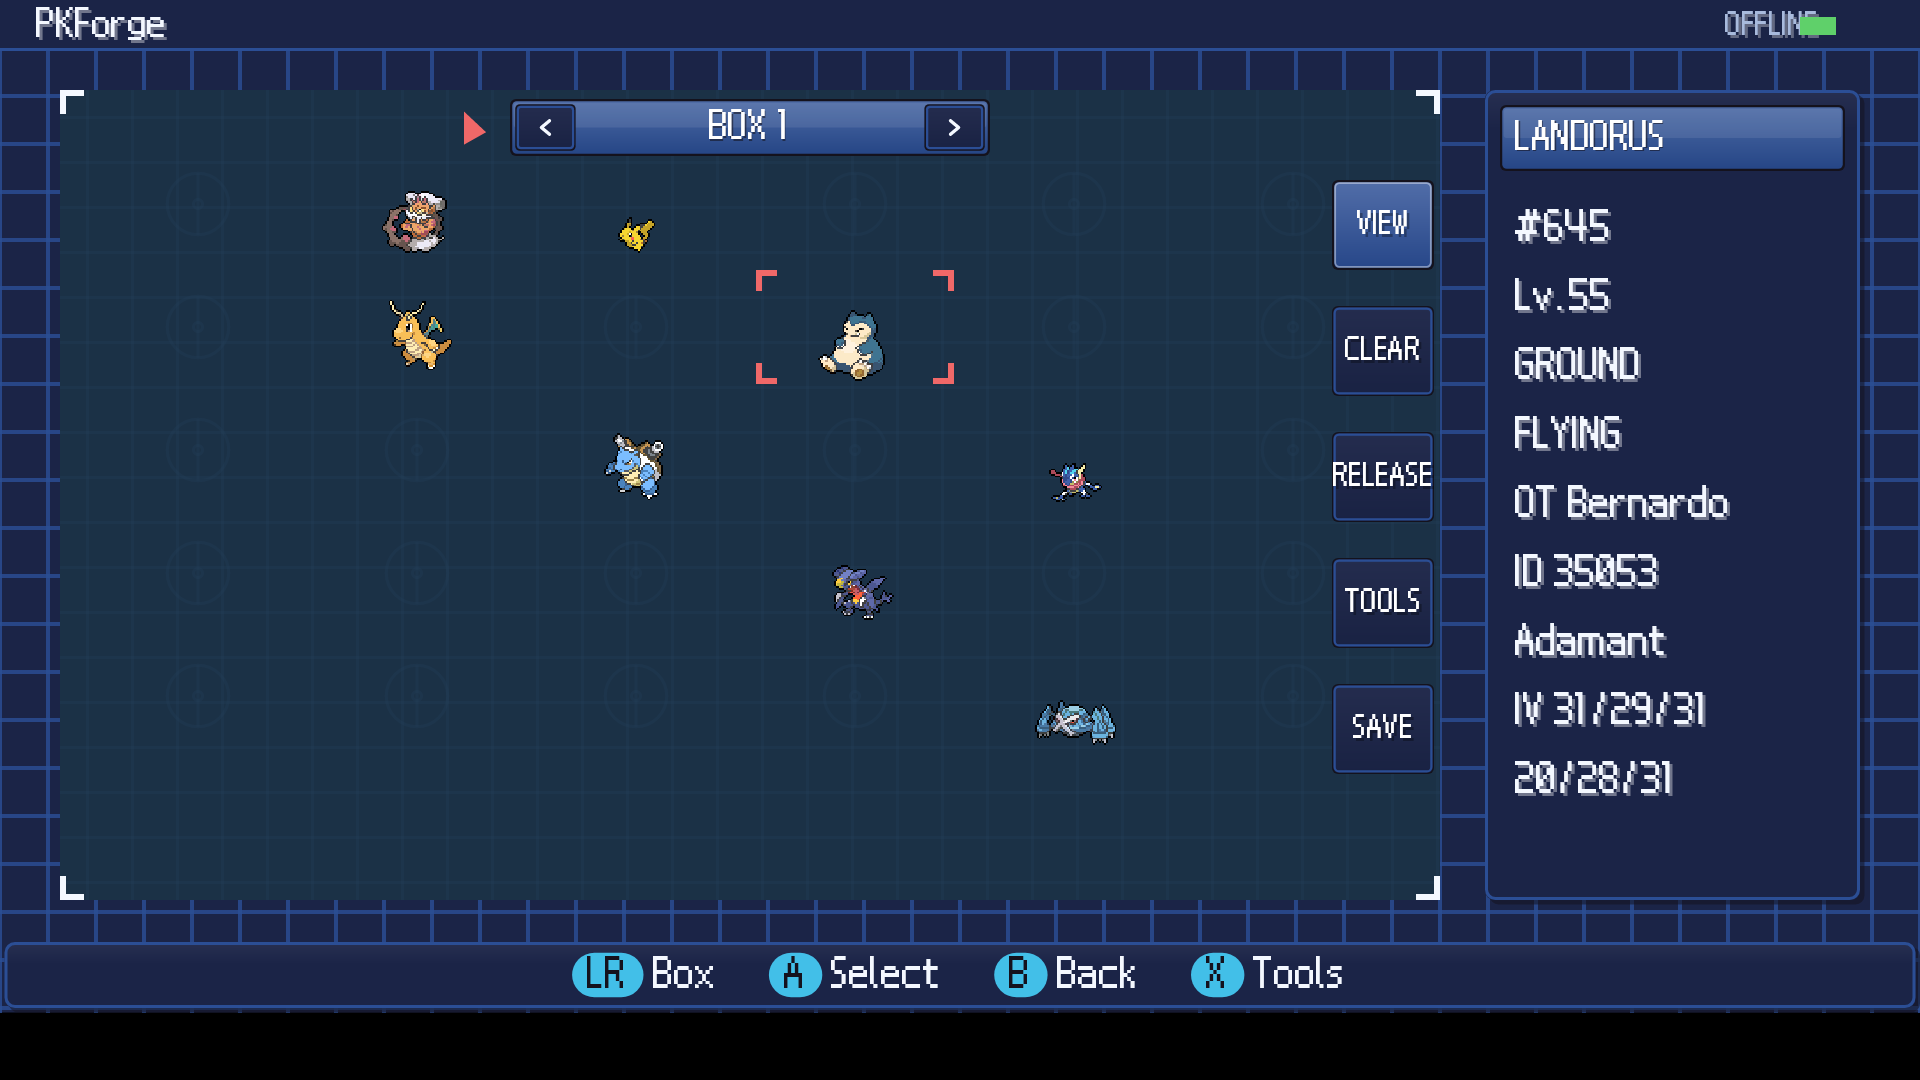 PKForge
OFFLIN
< BOX 1 >
VIEW
CLEAR
RELEASE
TOOLS
SAVE
LANDORUS
#645
Lv.55
GROUND
FLYING
OT Bernardo
ID 35053
Adamant
IV 31/29/31
20/28/31
LR Box A Select B Back X Tools